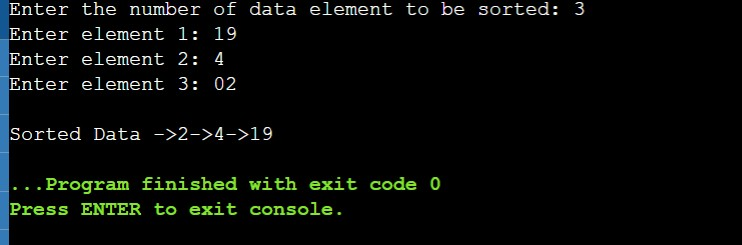 Enter the number of data element to be sorted: 3
Enter element 1: 19
Enter element 2: 4
Enter element 3: 02
Sorted Data ->2->4->19
...Program finished with exit code 0
Press ENTER to exit console.